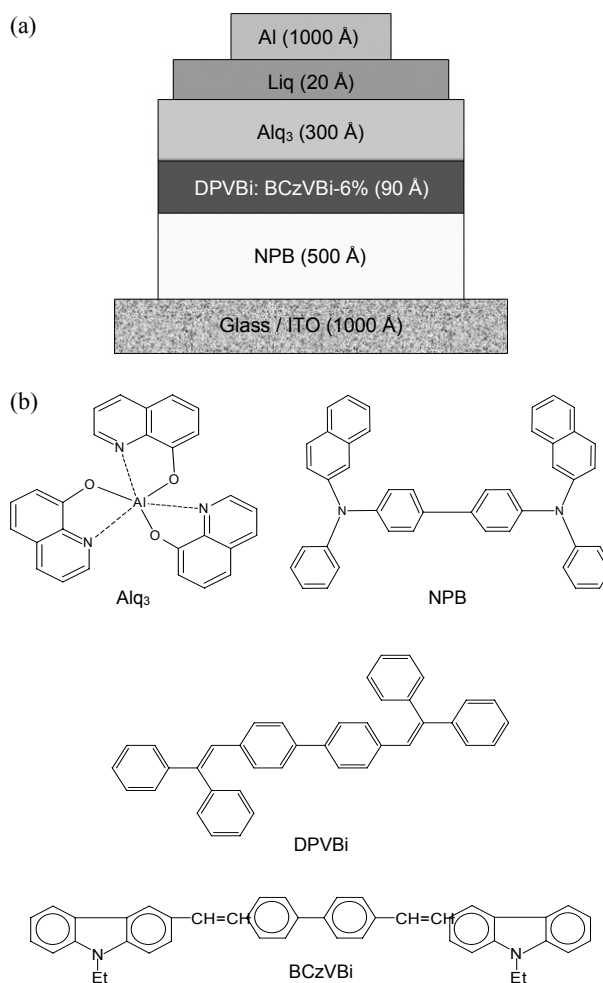 (a)
Al (1000 Å)
Liq (20 Å)
Alq₃ (300 Å)
DPVBi: BCzVBi-6% (90 Å)
NPB (500 Å)
Glass / ITO (1000 Å)
(b)
N
O
Al
N
O
N
O
Alq₃
N
N
NPB
DPVBi
CH=CH
CH=CH
N
Et
N
Et
BCzVBi